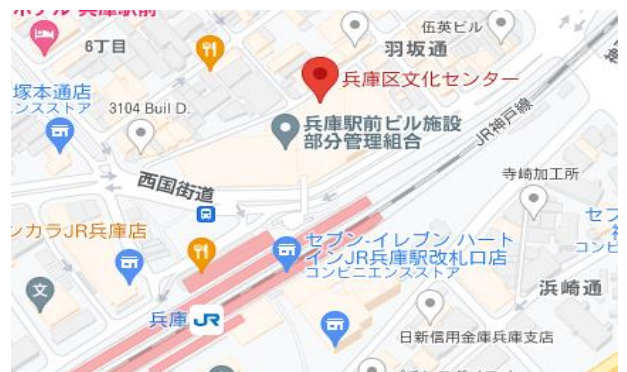 ホテル 兵庫駅前
6丁目
伍英ビル
羽坂通
兵庫区文化センター
塚本通店
ンスストア
3104 Buil D.
兵庫駅前ビル施設
部分管理組合
JR神戸線
西国街道
寺崎加工所
ンカラJR兵庫店
セブン-イレブン ハート
インJR兵庫駅改札口店
コンビニエンスストア
セブ
コンビ
浜崎通
文
兵庫 JR
日新信用金庫兵庫支店